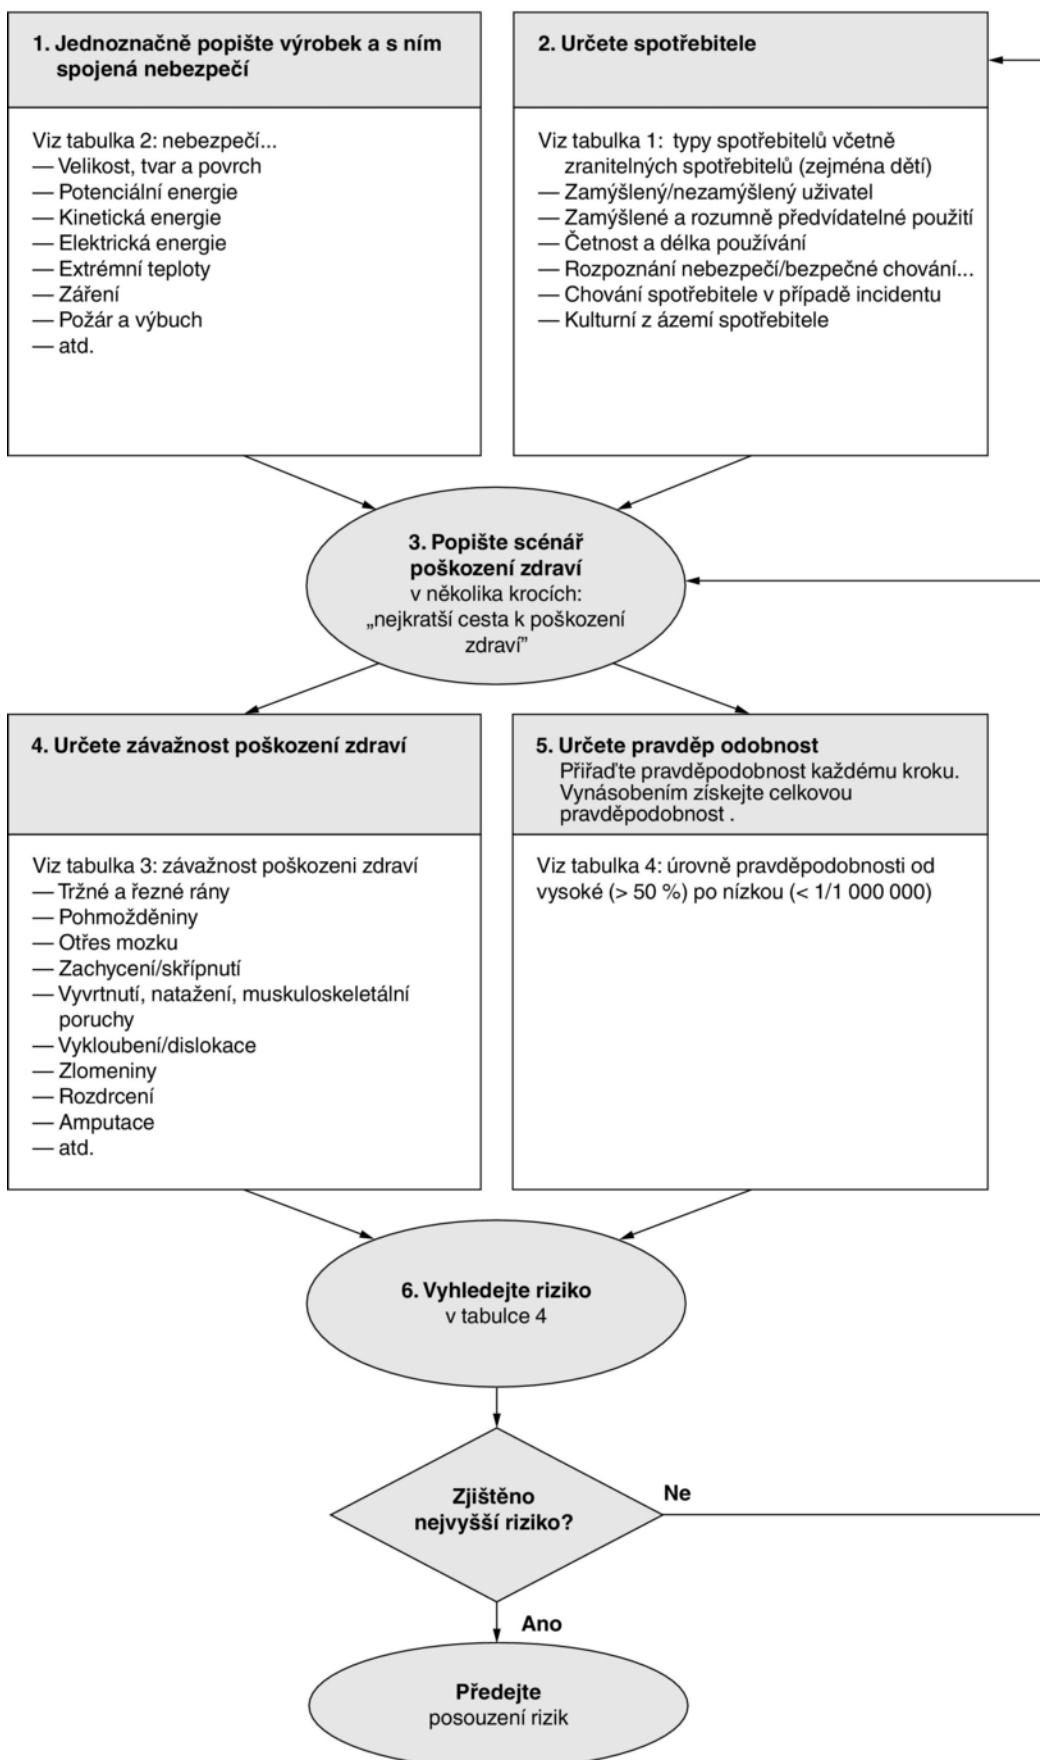 1. Jednoznačně popište výrobek a s ním
spojená nebezpečí
Viz tabulka 2: nebezpečí...
— Velikost, tvar a povrch
— Potenciální energie
— Kinetická energie
— Elektrická energie
— Extrémní teploty
— Záření
— Požár a výbuch
— atd.
2. Určete spotřebitele
Viz tabulka 1: typy spotřebitelů včetně
zranitelných spotřebitelů (zejména dětí)
— Zamýšlený/nezamýšlený uživatel
— Zamýšlené a rozumně předvídatelné použití
— Četnost a délka používání
— Rozpoznání nebezpečí/bezpečné chování...
— Chování spotřebitele v případě incidentu
— Kulturní z ázemí spotřebitele
3. Popište scénář
poškození zdraví
v několika krocích:
„nejkratší cesta k poškození
zdraví”
4. Určete závažnost poškození zdraví
Viz tabulka 3: závažnost poškozeni zdraví
— Tržné a řezné rány
— Pohmožděniny
— Otřes mozku
— Zachycení/skřípnutí
— Vyvrtnutí, natažení, muskuloskeletální
poruchy
— Vykloubení/dislokace
— Zlomeniny
— Rozdrcení
— Amputace
— atd.
5. Určete pravděp odobnost
Přiřaďte pravděpodobnost každému kroku.
Vynásobením získejte celkovou
pravděpodobnost .
Viz tabulka 4: úrovně pravděpodobnosti od
vysoké (> 50 %) po nízkou (< 1/1 000 000)
6. Vyhledejte riziko
v tabulce 4
Zjištěno
nejvyšší riziko?
Ne
Ano
Předejte
posouzení rizik